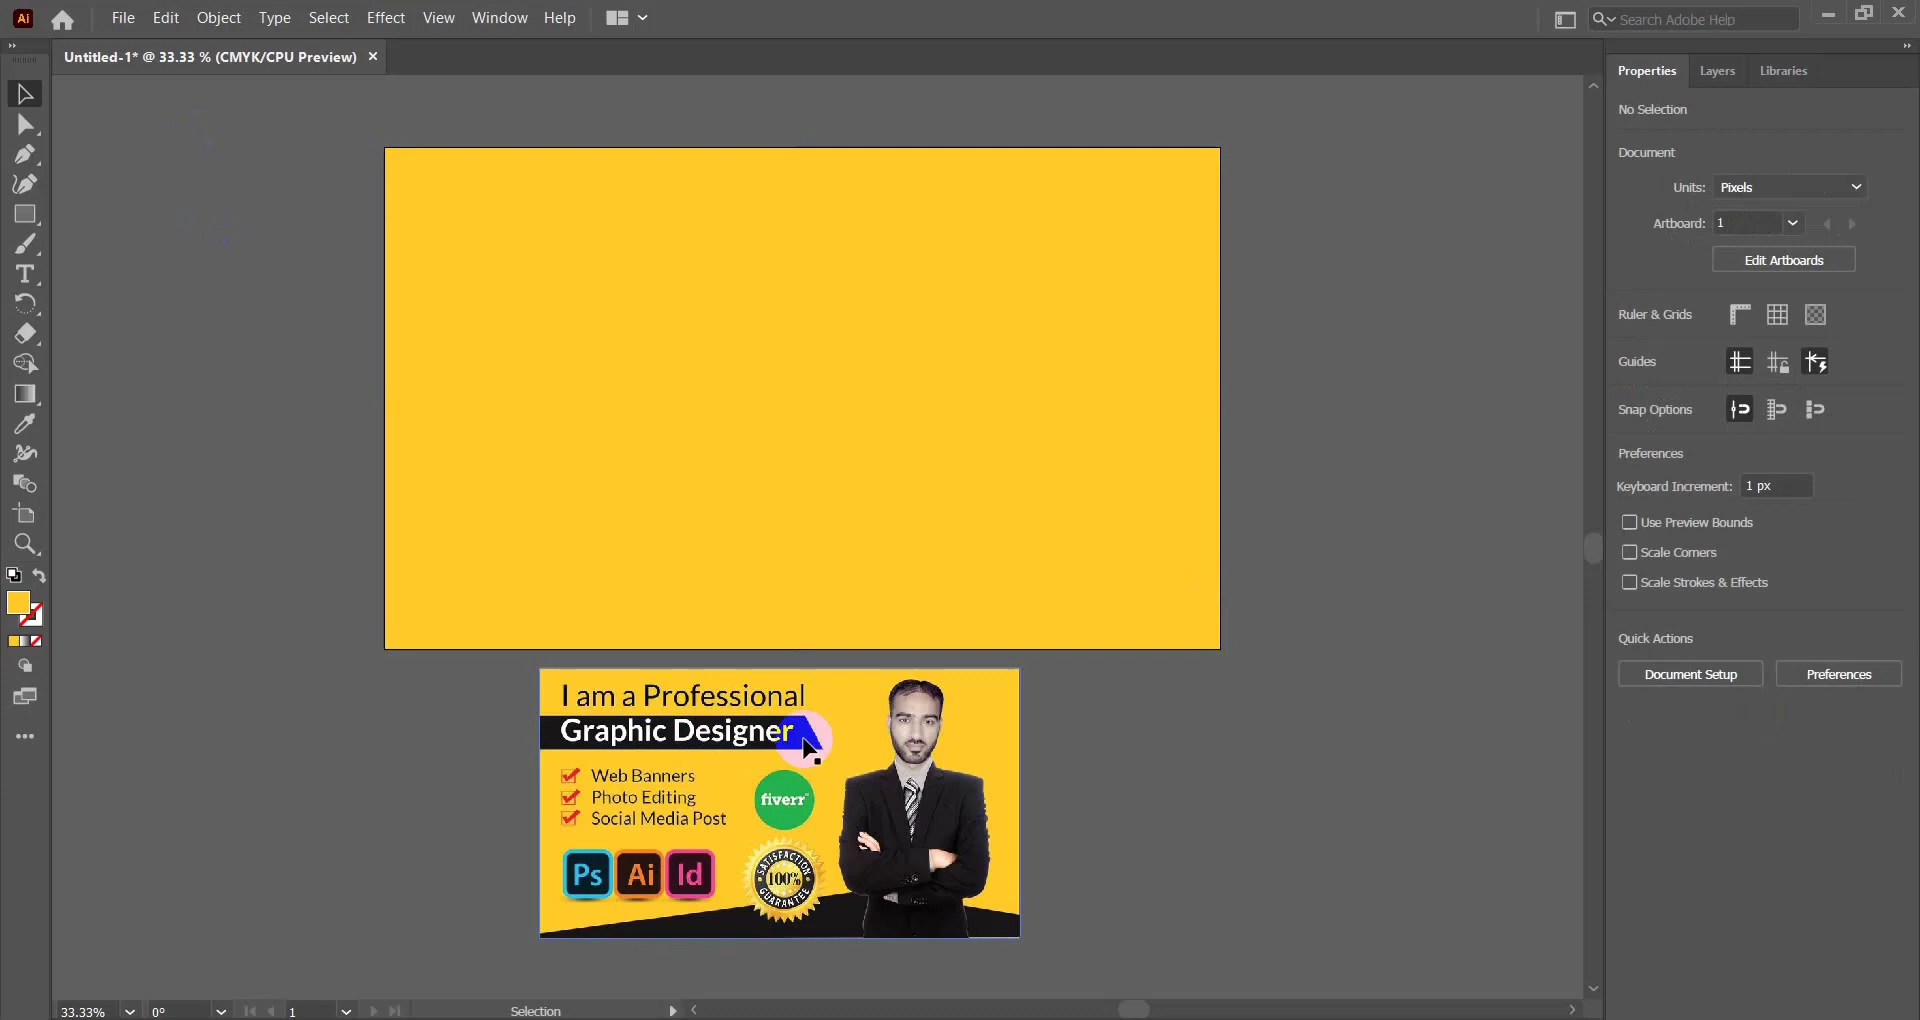 Ai File Edit Object Type Select Effect View Window Help Search Adobe Help
Untitled-1* @ 33.33 % (CMYK/CPU Preview) ×
Properties Layers Libraries
No Selection
Document
Units: Pixels
Artboard: 1
Edit Artboards
Ruler & Grids
Guides
Snap Options
Preferences
Keyboard Increment: 1 px
Use Preview Bounds
Scale Corners
Scale Strokes & Effects
Quick Actions
Document Setup Preferences
I am a Professional
Graphic Designer
Web Banners
Photo Editing
Social Media Post
fiverr
Ps Ai Id
SATISFACTION
100%
GUARANTEE
33.33% 0° 1 Selection